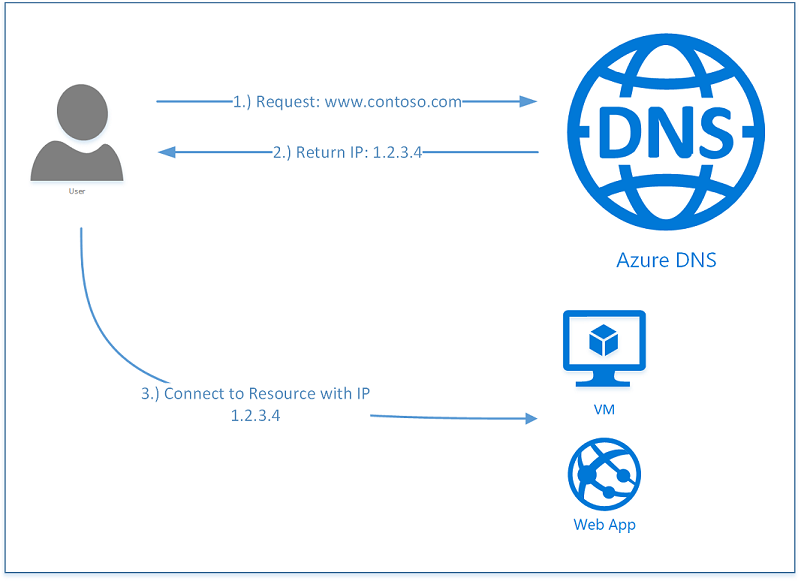 1.) Request: www.contoso.com
DNS
2.) Return IP: 1.2.3.4
User
Azure DNS
3.) Connect to Resource with IP
1.2.3.4
VM
Web App